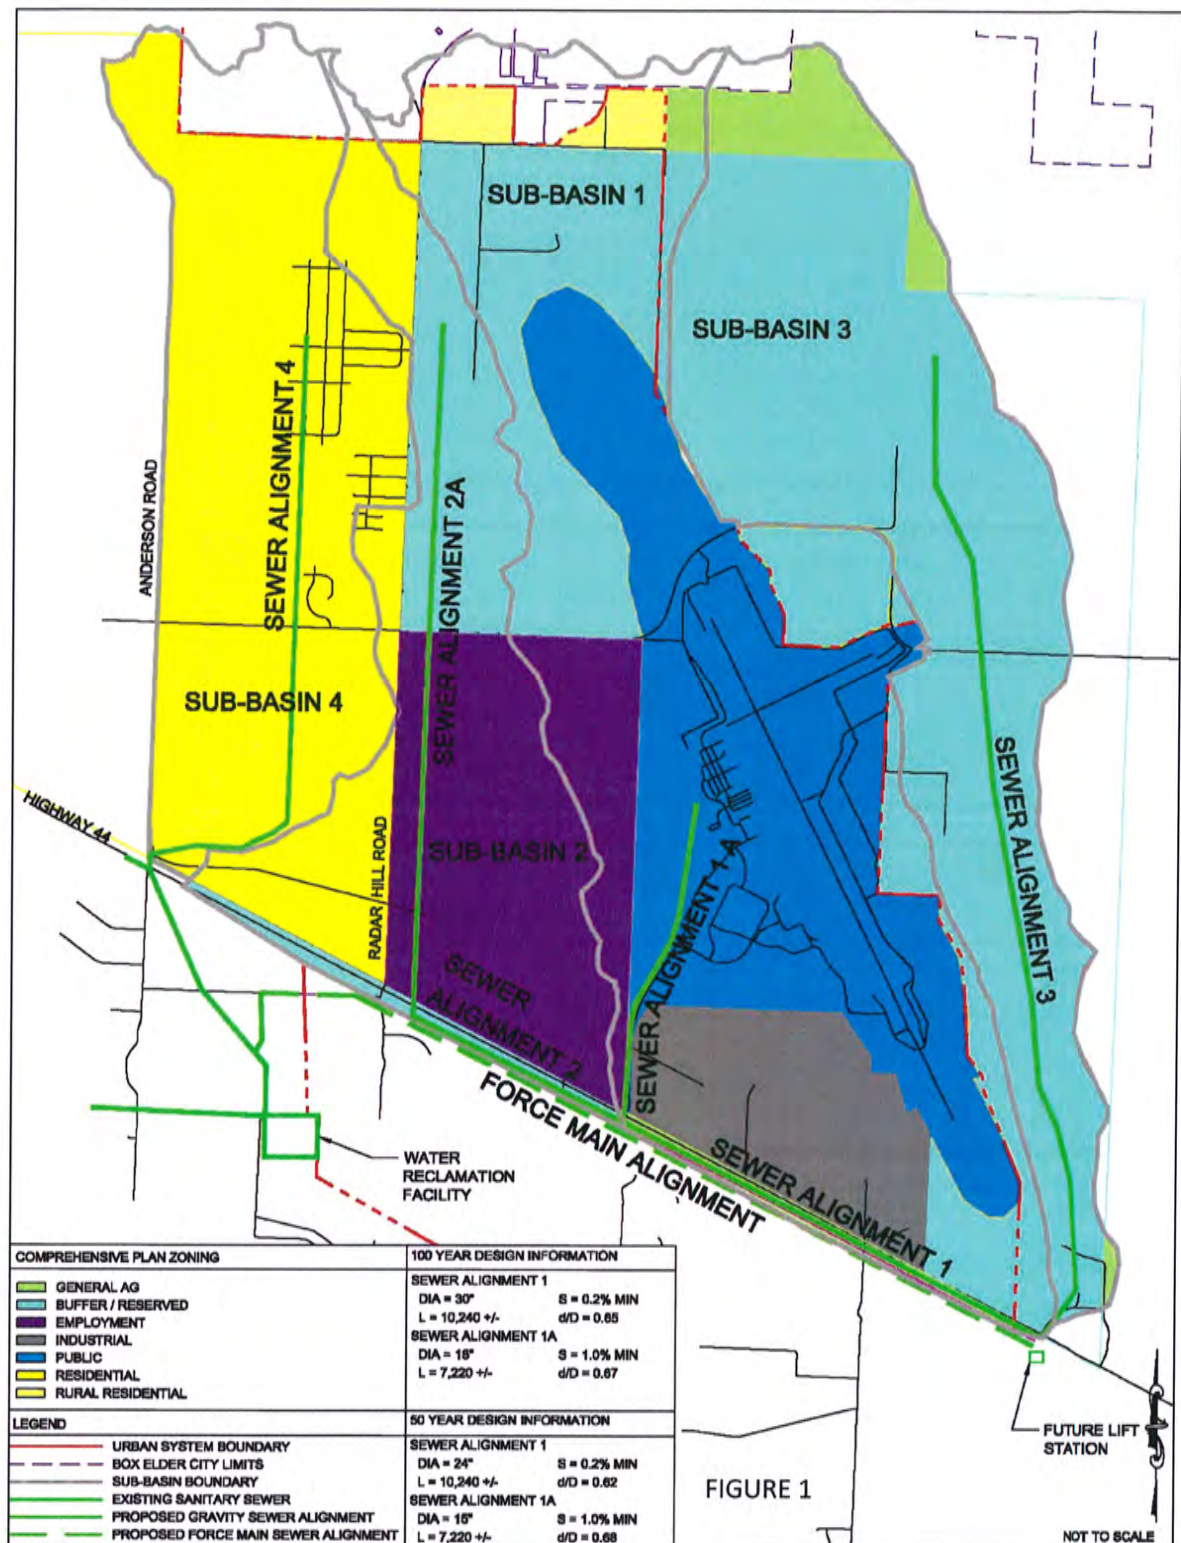 SUB-BASIN 1
SUB-BASIN 3
SEWER ALIGNMENT 4
SEWER ALIGNMENT 2A
ANDERSON ROAD
SUB-BASIN 4
SEWER ALIGNMENT 3
HIGHWAY 44
RADAR HILL ROAD
SUB-BASIN 2
SEWER ALIGNMENT 1 A
SEWER
ALIGNMENT 2
FORCE MAIN ALIGNMENT
SEWER ALIGNMENT 1
WATER
RECLAMATION
FACILITY
FUTURE LIFT
STATION
FIGURE 1
NOT TO SCALE
COMPREHENSIVE PLAN ZONING
GENERAL AG
BUFFER / RESERVED
EMPLOYMENT
INDUSTRIAL
PUBLIC
RESIDENTIAL
RURAL RESIDENTIAL
LEGEND
URBAN SYSTEM BOUNDARY
BOX ELDER CITY LIMITS
SUB-BASIN BOUNDARY
EXISTING SANITARY SEWER
PROPOSED GRAVITY SEWER ALIGNMENT
PROPOSED FORCE MAIN SEWER ALIGNMENT
100 YEAR DESIGN INFORMATION
SEWER ALIGNMENT 1
DIA = 30" S = 0.2% MIN
L = 10,240 +/- d/D = 0.65
SEWER ALIGNMENT 1A
DIA = 18" S = 1.0% MIN
L = 7,220 +/- d/D = 0.67
50 YEAR DESIGN INFORMATION
SEWER ALIGNMENT 1
DIA = 24" S = 0.2% MIN
L = 10,240 +/- d/D = 0.62
SEWER ALIGNMENT 1A
DIA = 15" S = 1.0% MIN
L = 7,220 +/- d/D = 0.68